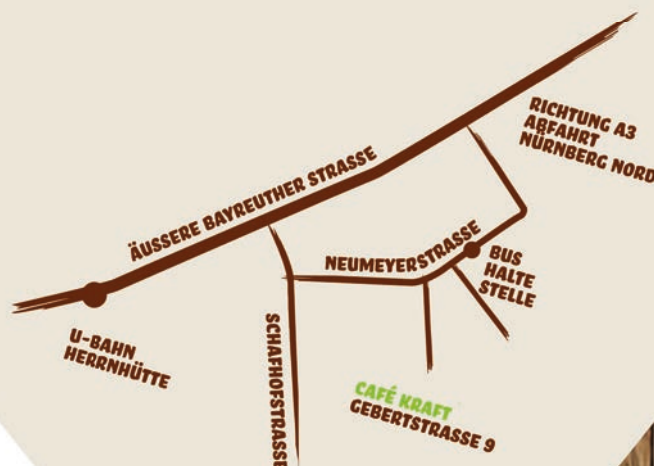 RICHTUNG A3
ABFAHRT
NÜRNBERG NORD
ÄUSSERE BAYREUTHER STRASSE
NEUMEYERSTRASSE
BUS
HALTE
STELLE
U-BAHN
HERRNHÜTTE
SCHAFHOFSTRASSE
CAFÉ KRAFT
GEBERTSTRASSE 9